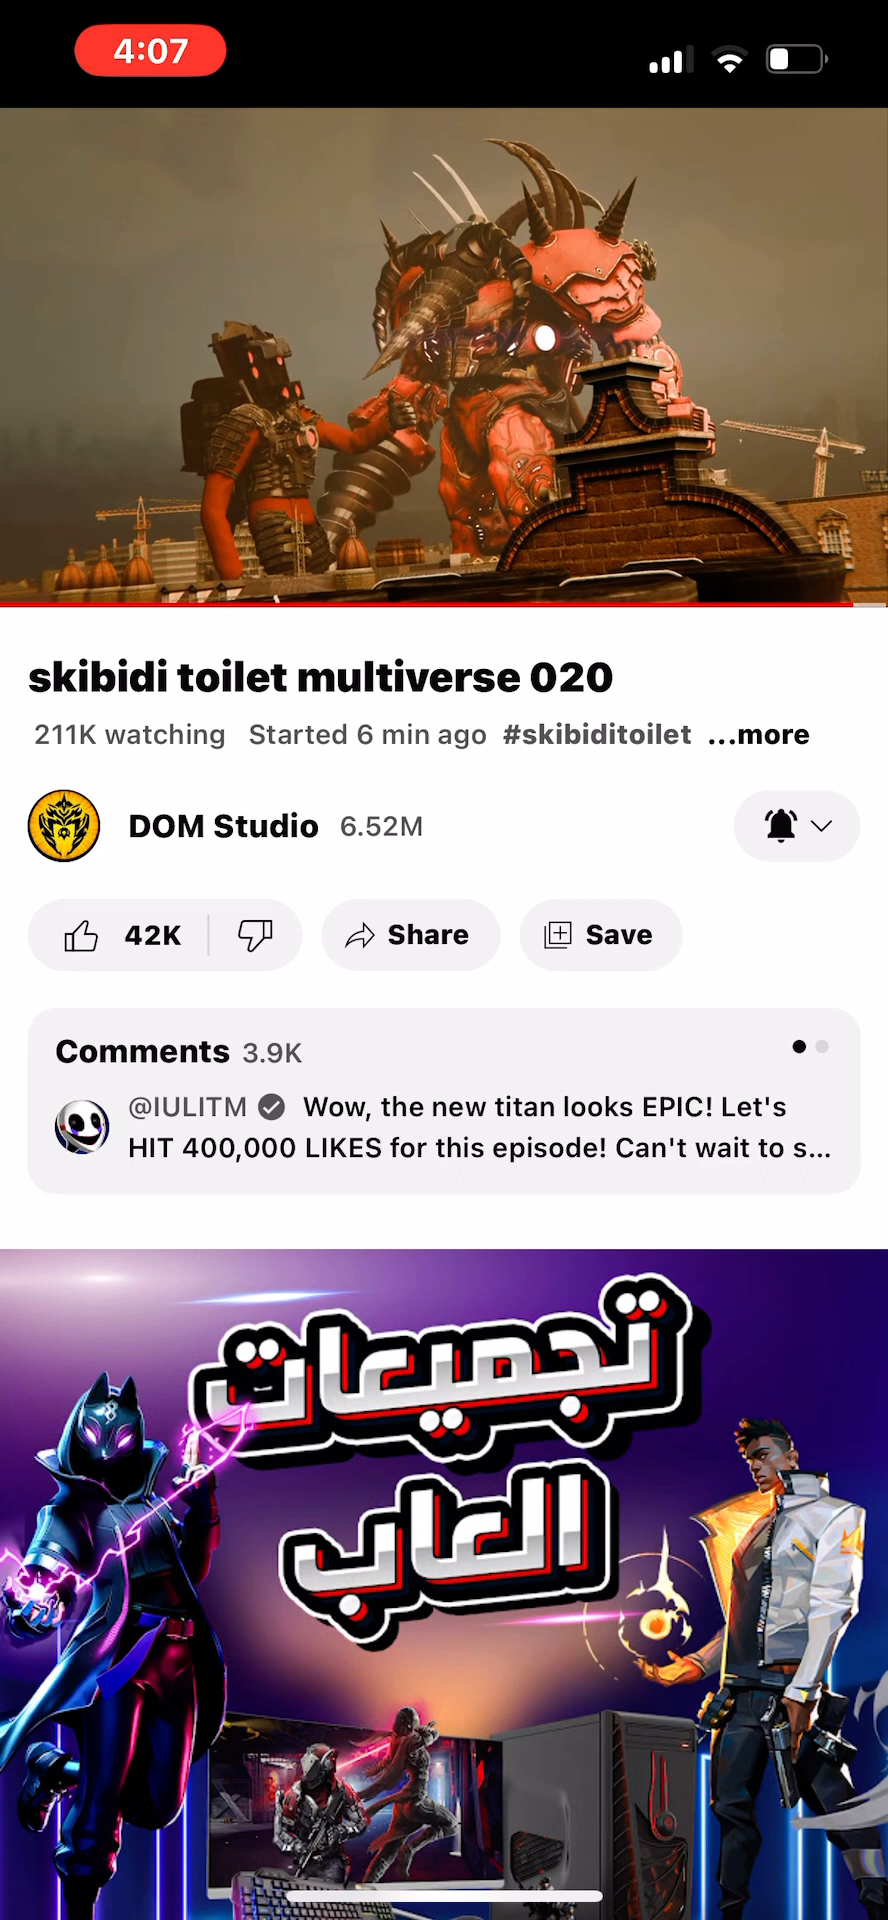 4:07
skibidi toilet multiverse 020
211K watching Started 6 min ago #skibiditoilet ...more
DOM Studio 6.52M
42K Share Save
Comments 3.9K
@IULITM Wow, the new titan looks EPIC! Let's
HIT 400,000 LIKES for this episode! Can't wait to s...
تجميعات
العاب